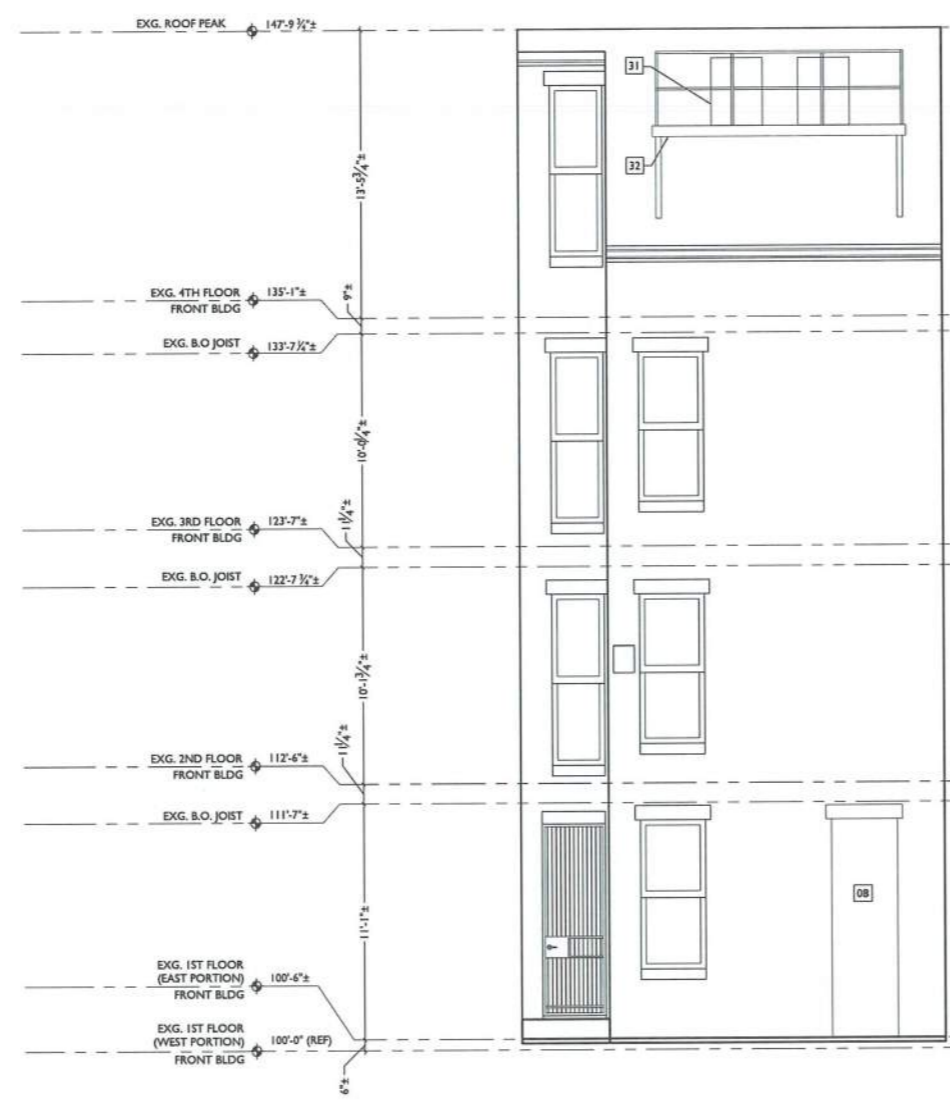 EXG. ROOF PEAK 147'-9 3/4"±
31
32
13'-5 3/4"±
EXG. 4TH FLOOR 135'-1"±
FRONT BLDG
9"±
EXG. B.O JOIST 133'-7 1/4"±
10'-0 1/4"±
EXG. 3RD FLOOR 123'-7"±
FRONT BLDG
11 1/4"±
EXG. B.O. JOIST 122'-7 3/4"±
10'-1 3/4"±
EXG. 2ND FLOOR 112'-6"±
FRONT BLDG
11 1/4"±
EXG. B.O. JOIST 111'-7"±
08
11'-1"±
EXG. 1ST FLOOR
(EAST PORTION) 100'-6"±
FRONT BLDG
EXG. 1ST FLOOR
(WEST PORTION) 100'-0" (REF)
FRONT BLDG
6"±